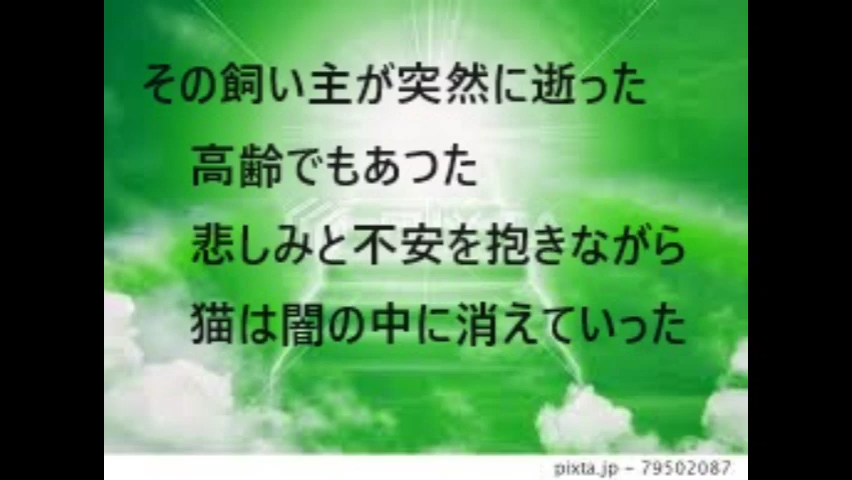 その飼い主が突然に逝った
高齢でもあつた
悲しみと不安を抱きながら
猫は闇の中に消えていった
pixta.jp - 79502087